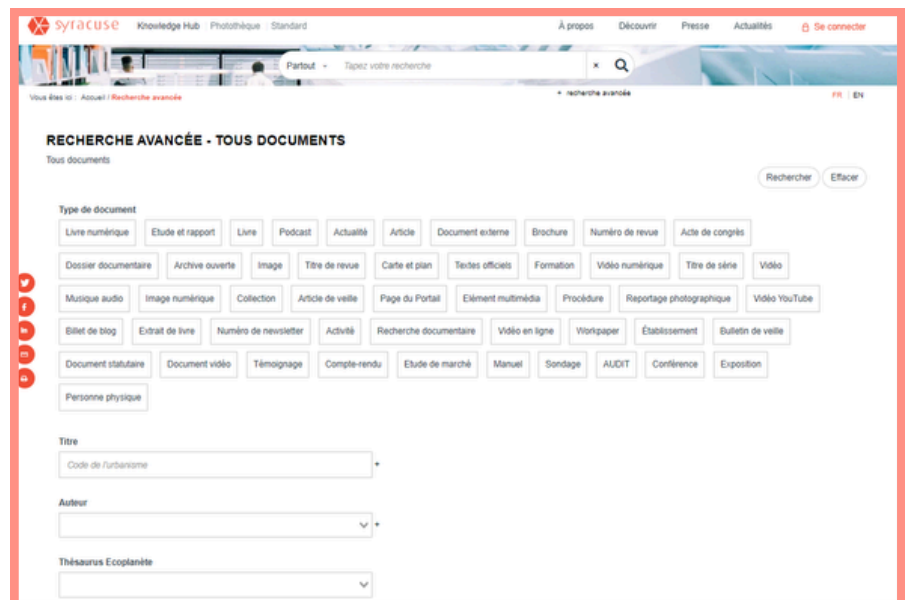 syracuse Knowledge Hub Photothèque Standard À propos Découvrir Presse Actualités Se connecter
Partout Tapez votre recherche × 
Vous êtes ici : Accueil / Recherche avancée + recherche avancée FR EN
RECHERCHE AVANCÉE - TOUS DOCUMENTS
Tous documents
Rechercher Effacer
Type de document
Livre numérique Etude et rapport Livre Podcast Actualité Article Document externe Brochure Numéro de revue Acte de congrès
Dossier documentaire Archive ouverte Image Titre de revue Carte et plan Textes officiels Formation Vidéo numérique Titre de série Vidéo
Musique audio Image numérique Collection Article de veille Page du Portail Elément multimédia Procédure Reportage photographique Vidéo YouTube
Billet de blog Extrait de livre Numéro de newsletter Activité Recherche documentaire Vidéo en ligne Workpaper Établissement Bulletin de veille
Document statutaire Document vidéo Témoignage Compte-rendu Etude de marché Manuel Sondage AUDIT Conférence Exposition
Personne physique
Titre
Code de l'urbanisme +
Auteur
+
Thésaurus Ecoplanète